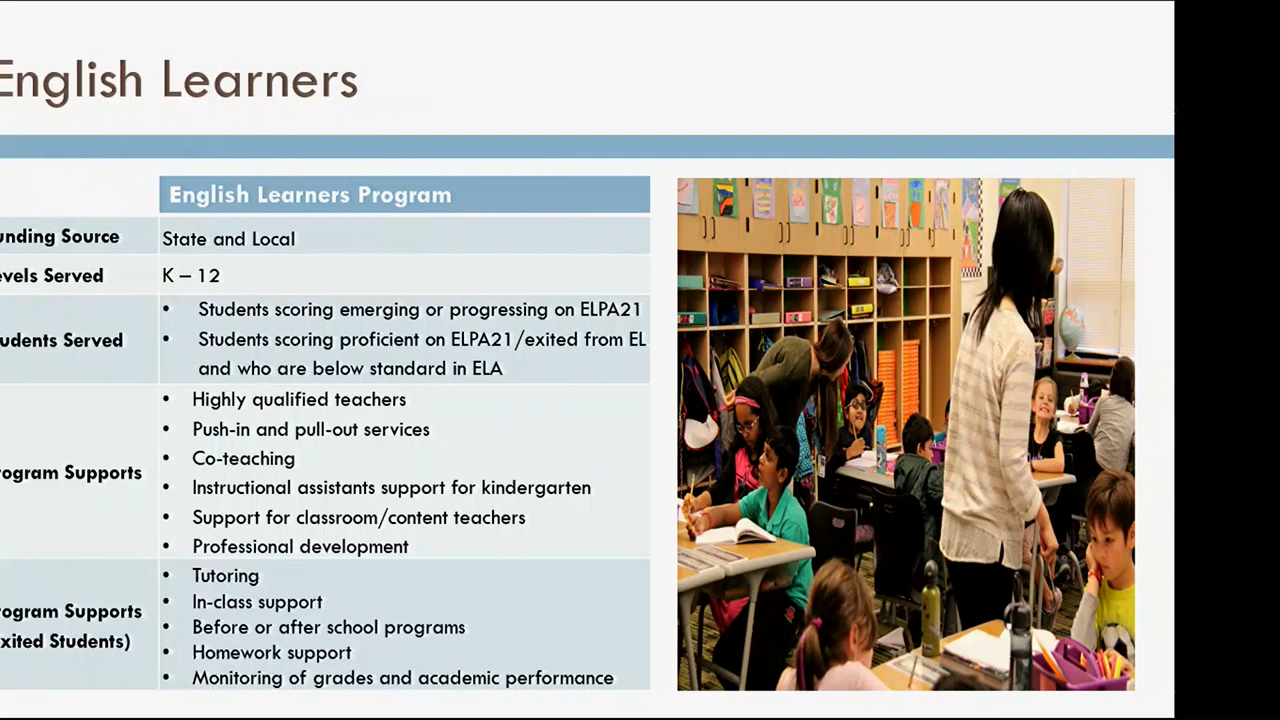 English Learners
English Learners Program
unding Source
State and Local
evels Served
K – 12
udents Served
• Students scoring emerging or progressing on ELPA21
• Students scoring proficient on ELPA21/exited from EL
and who are below standard in ELA
rogram Supports
• Highly qualified teachers
• Push-in and pull-out services
• Co-teaching
• Instructional assistants support for kindergarten
• Support for classroom/content teachers
• Professional development
rogram Supports
xited Students)
• Tutoring
• In-class support
• Before or after school programs
• Homework support
• Monitoring of grades and academic performance